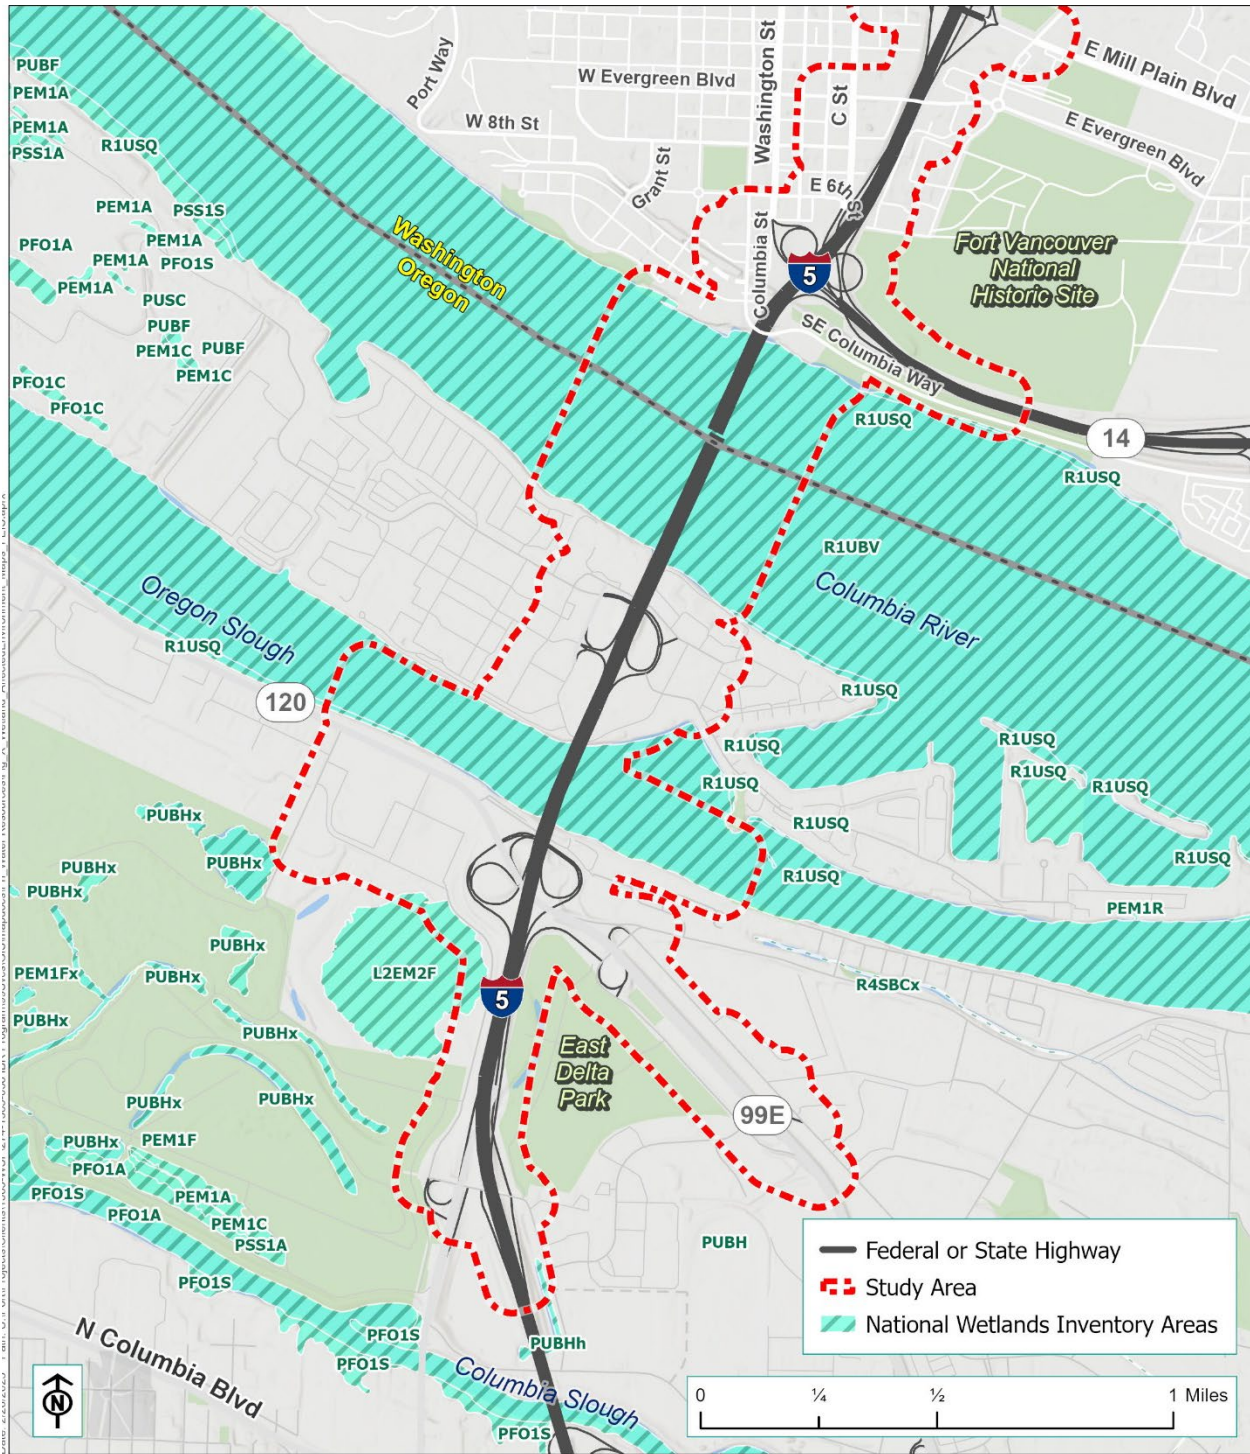 E Mill Plain Blvd
Washington St
Port Way
W Evergreen Blvd
C St
W 8th St
E Evergreen Blvd
PUBF
PEM1A
PEM1A
PSS1A
R1USQ
Grant St
E 6th St
PEM1A
PSS1S
PEM1A
PFO1A
PEM1A
PFO1S
Washington
Oregon
Columbia St
5
Fort Vancouver
National
Historic Site
PEM1A
PUSC
PUBF
PEM1C
PUBF
PEM1C
SE Columbia Way
PFO1C
PFO1C
R1USQ
14
R1USQ
R1UBV
Columbia River
Oregon Slough
R1USQ
120
R1USQ
R1USQ
R1USQ
R1USQ
R1USQ
R1USQ
R1USQ
R1USQ
R1USQ
PUBHx
PUBHx
PUBHx
PUBHx
PEM1R
PUBHx
L2EM2F
PEM1Fx
PUBHx
R4SBCx
5
PUBHx
PUBHx
East
Delta
Park
PUBHx
PUBHx
99E
PUBHx
PEM1F
PFO1A
PFO1S
PEM1A
PFO1A
PEM1C
PSS1A
PUBH
PFO1S
PFO1S
PUBHh
PFO1S
N Columbia Blvd
Columbia Slough
PFO1S
Federal or State Highway
Study Area
National Wetlands Inventory Areas
N
0 ¼ ½ 1 Miles